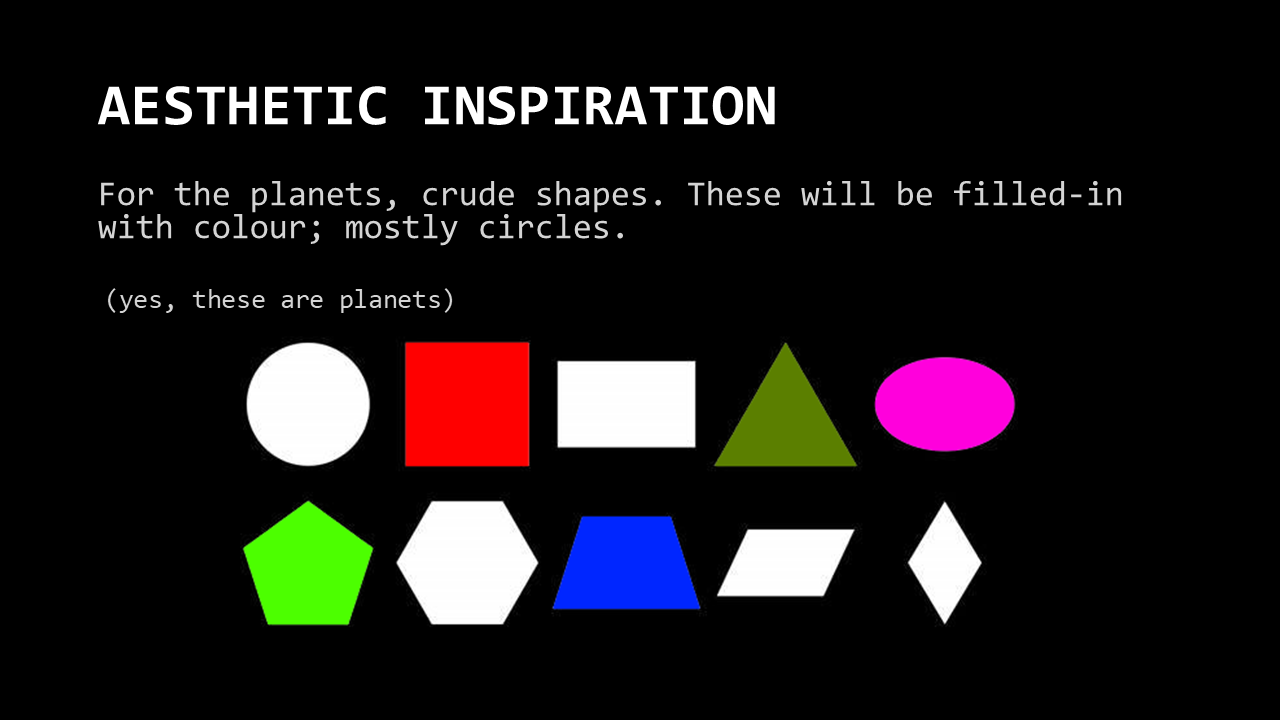 AESTHETIC INSPIRATION
For the planets, crude shapes. These will be filled-in
with colour; mostly circles.
(yes, these are planets)